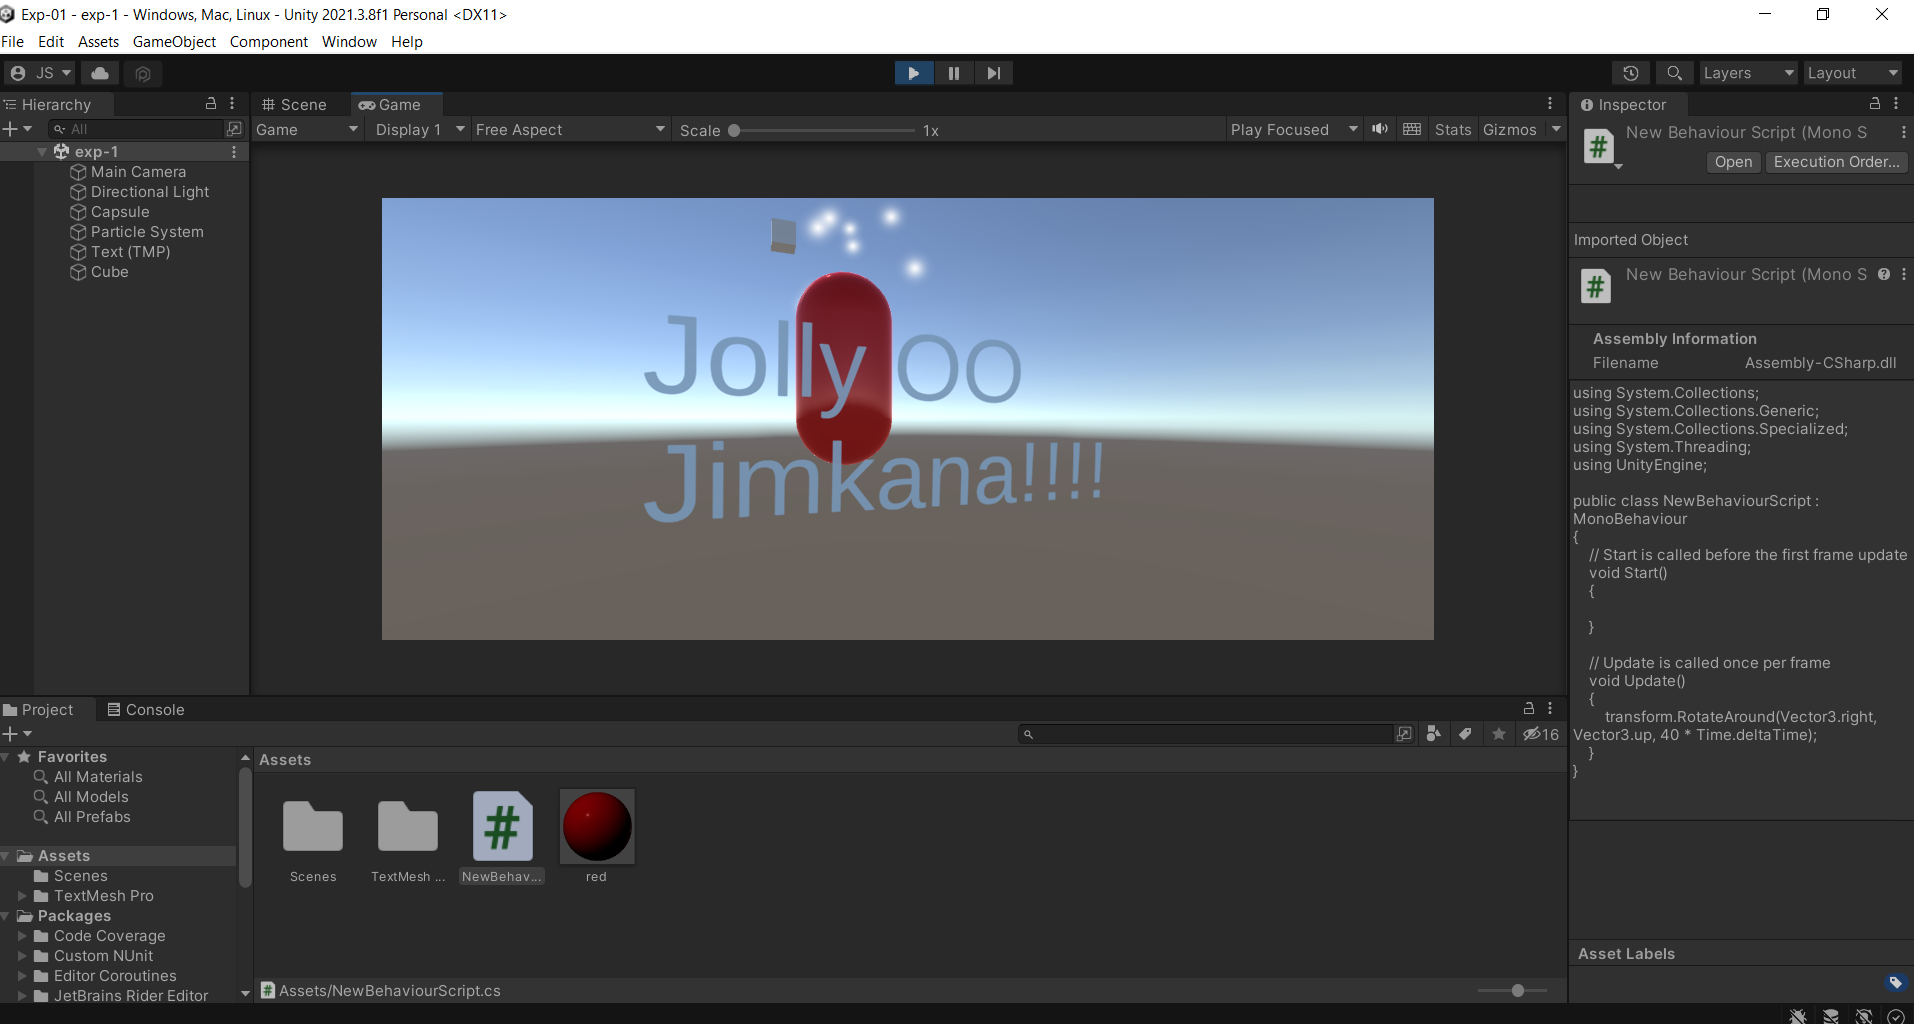 Exp-01 - exp-1 - Windows, Mac, Linux - Unity 2021.3.8f1 Personal <DX11>
File Edit Assets GameObject Component Window Help
JS
Layers Layout
Hierarchy
All
exp-1
Main Camera
Directional Light
Capsule
Particle System
Text (TMP)
Cube
Scene Game
Game Display 1 Free Aspect Scale 1x Play Focused Stats Gizmos
Jolly OO
Jimkana!!!!
Inspector
New Behaviour Script (Mono S
Open Execution Order...
Imported Object
New Behaviour Script (Mono S
Assembly Information
Filename Assembly-CSharp.dll
using System.Collections;
using System.Collections.Generic;
using System.Collections.Specialized;
using System.Threading;
using UnityEngine;
public class NewBehaviourScript :
MonoBehaviour
{
// Start is called before the first frame update
void Start()
{
}
// Update is called once per frame
void Update()
{
transform.RotateAround(Vector3.right,
Vector3.up, 40 * Time.deltaTime);
}
}
Asset Labels
Project Console
16
Favorites
All Materials
All Models
All Prefabs
Assets
Scenes
TextMesh Pro
Packages
Code Coverage
Custom NUnit
Editor Coroutines
JetBrains Rider Editor
Assets
Scenes TextMesh ... NewBehav... red
Assets/NewBehaviourScript.cs